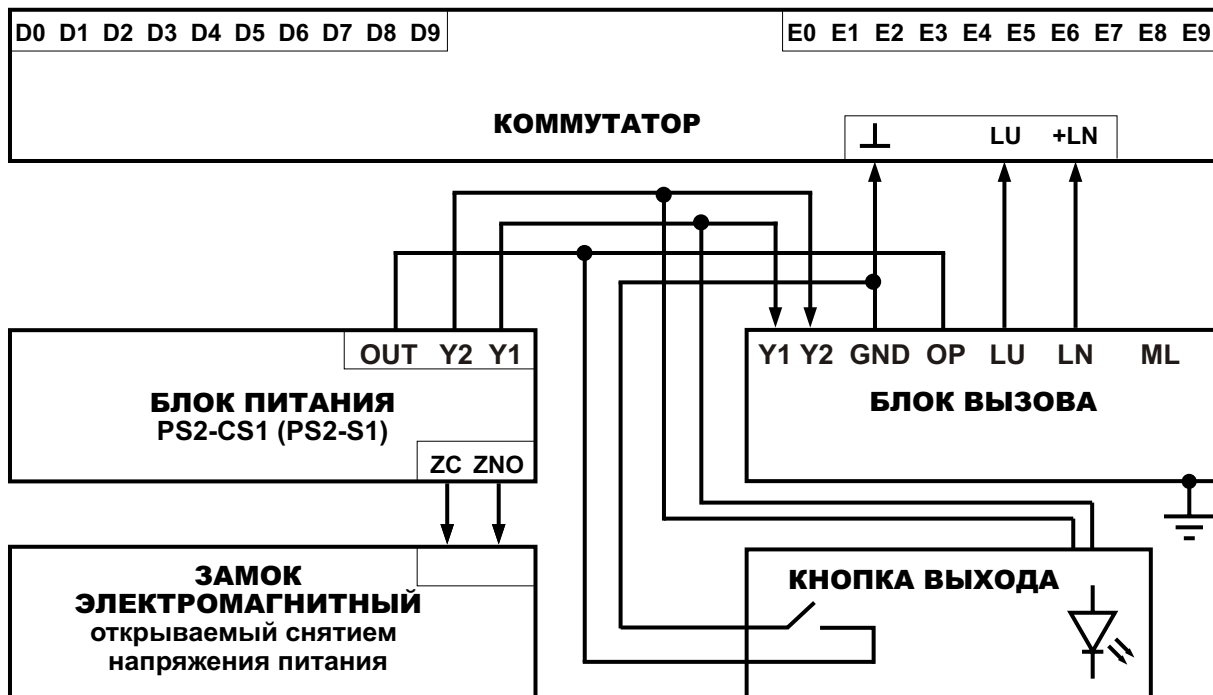 D0 D1 D2 D3 D4 D5 D6 D7 D8 D9
E0 E1 E2 E3 E4 E5 E6 E7 E8 E9
КОММУТАТОР
LU +LN
OUT Y2 Y1
БЛОК ПИТАНИЯ
PS2-CS1 (PS2-S1)
ZC ZNO
Y1 Y2 GND OP LU LN ML
БЛОК ВЫЗОВА
ЗАМОК
ЭЛЕКТРОМАГНИТНЫЙ
открываемый снятием
напряжения питания
КНОПКА ВЫХОДА